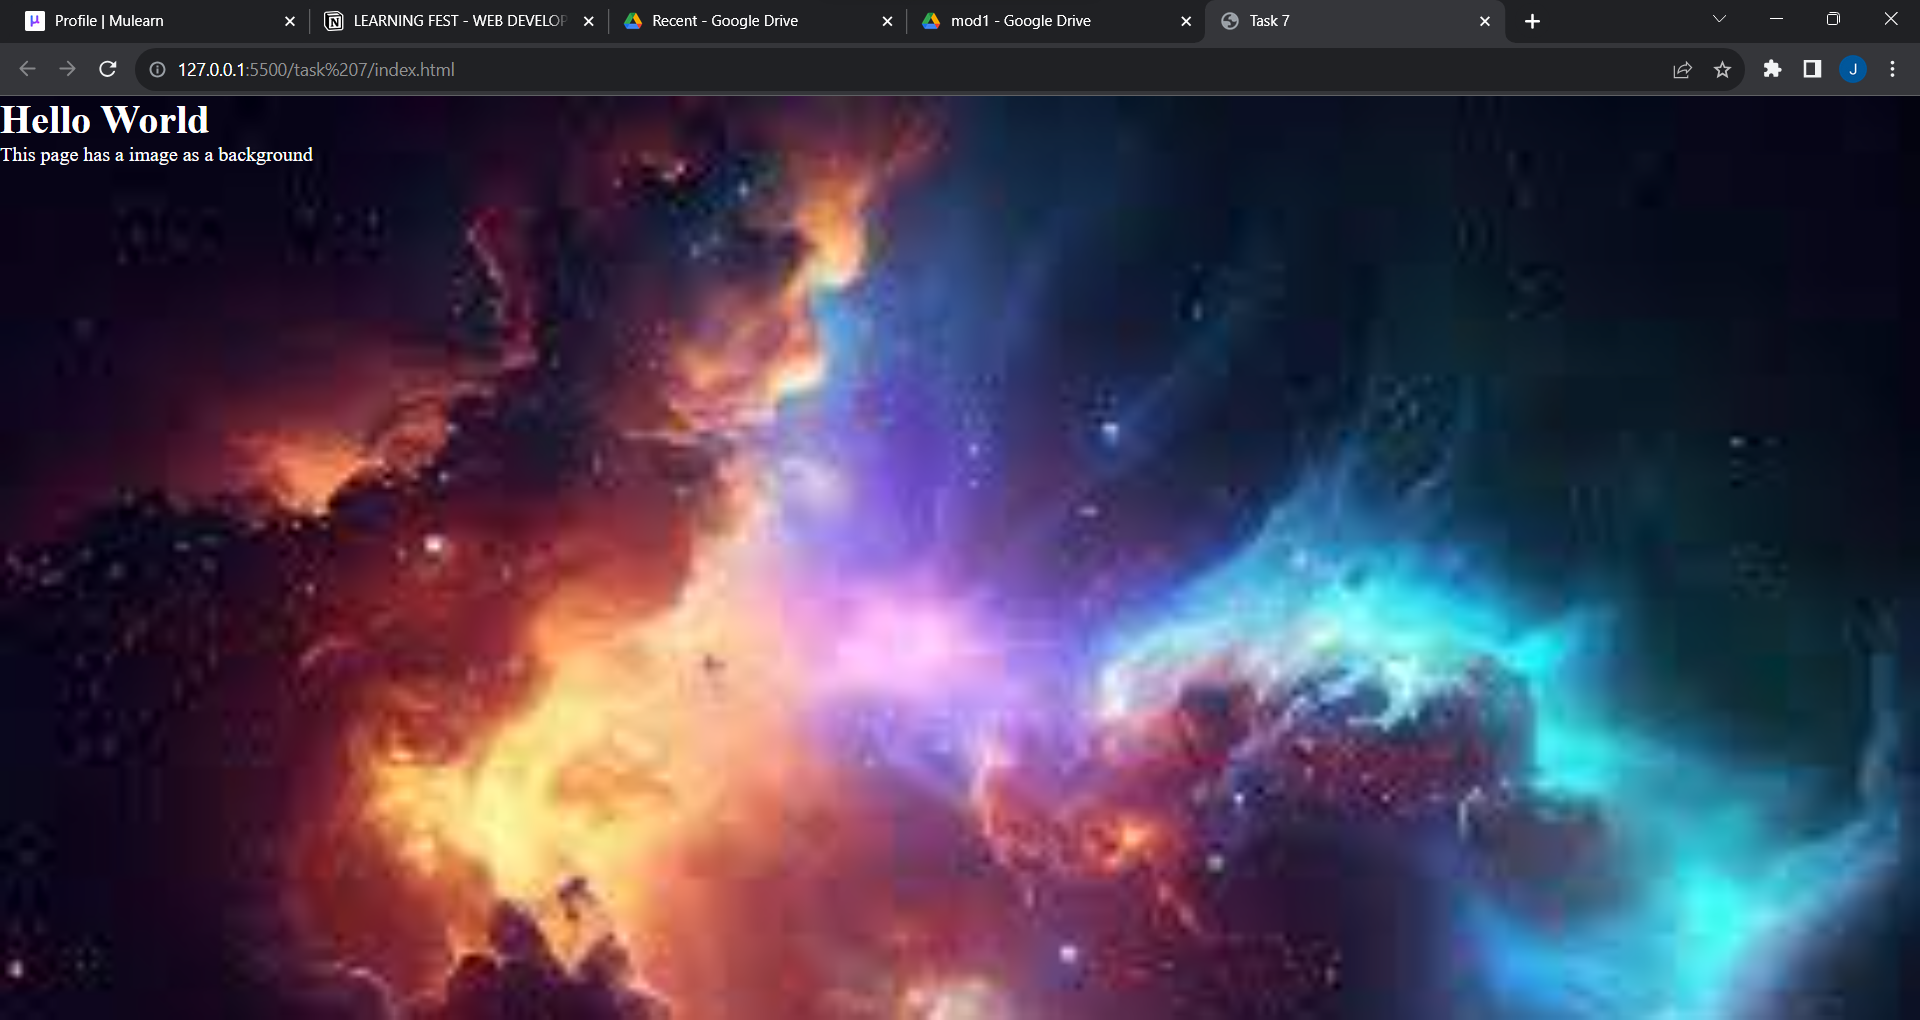 Profile | Mulearn
LEARNING FEST - WEB DEVELOP
Recent - Google Drive
mod1 - Google Drive
Task 7
127.0.0.1:5500/task%207/index.html
J
Hello World
This page has a image as a background